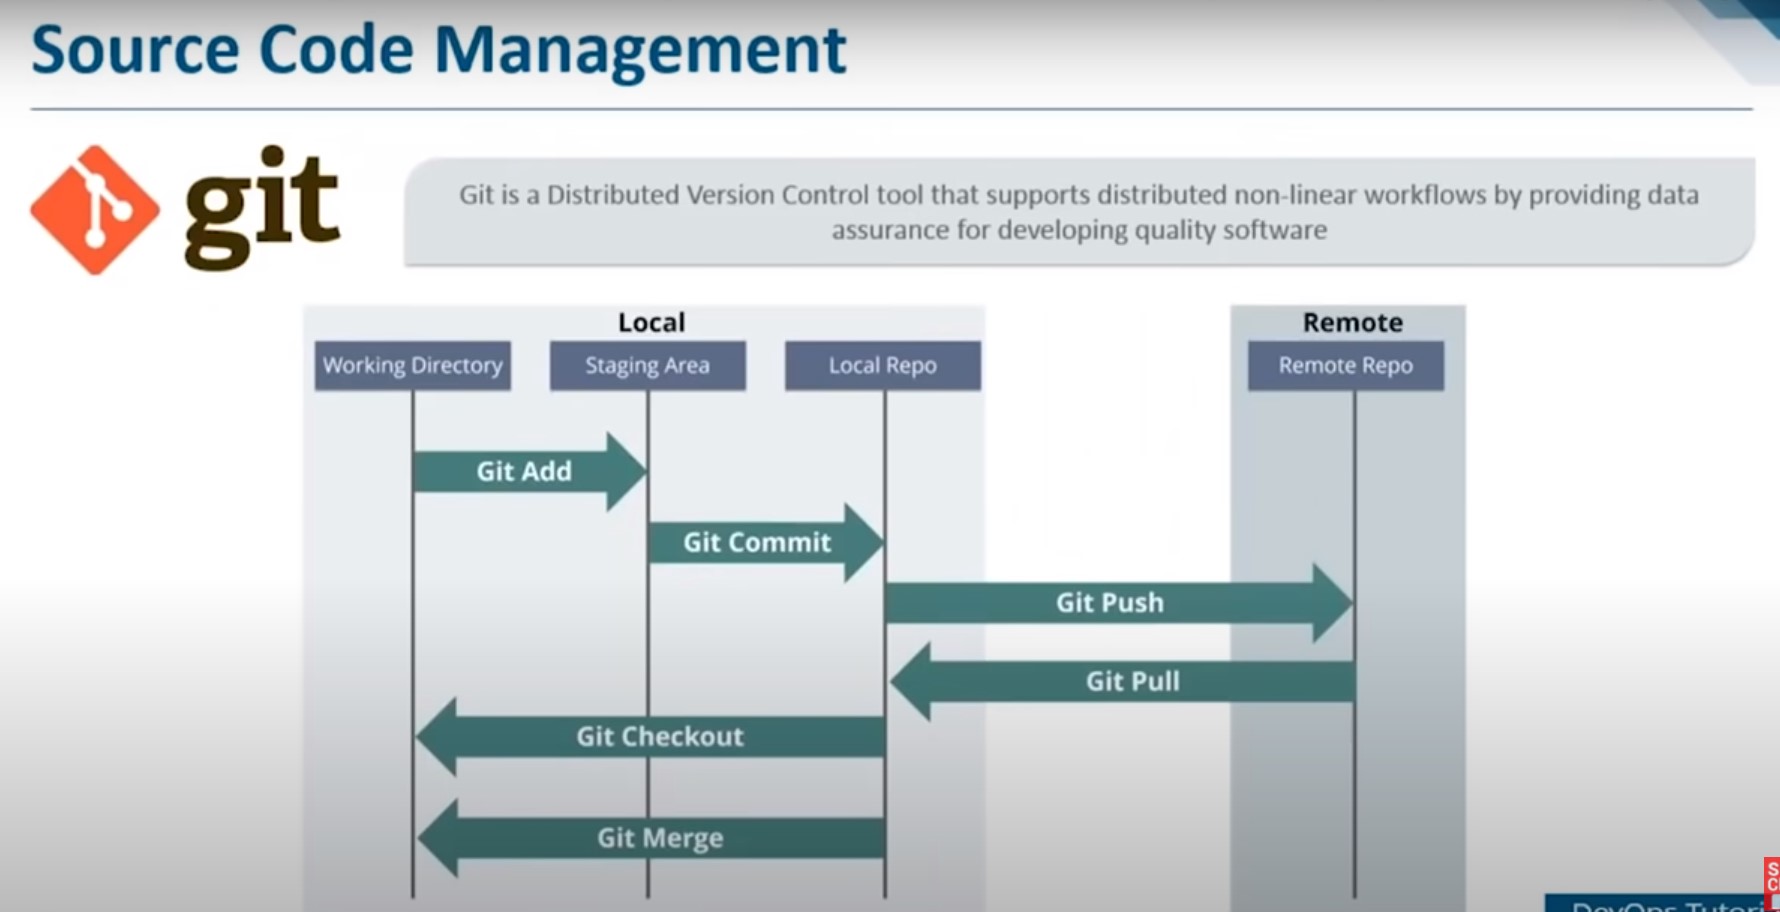 Source Code Management
git
Git is a Distributed Version Control tool that supports distributed non-linear workflows by providing data
assurance for developing quality software
Local
Remote
Working Directory
Staging Area
Local Repo
Remote Repo
Git Add
Git Commit
Git Push
Git Pull
Git Checkout
Git Merge
DevOps